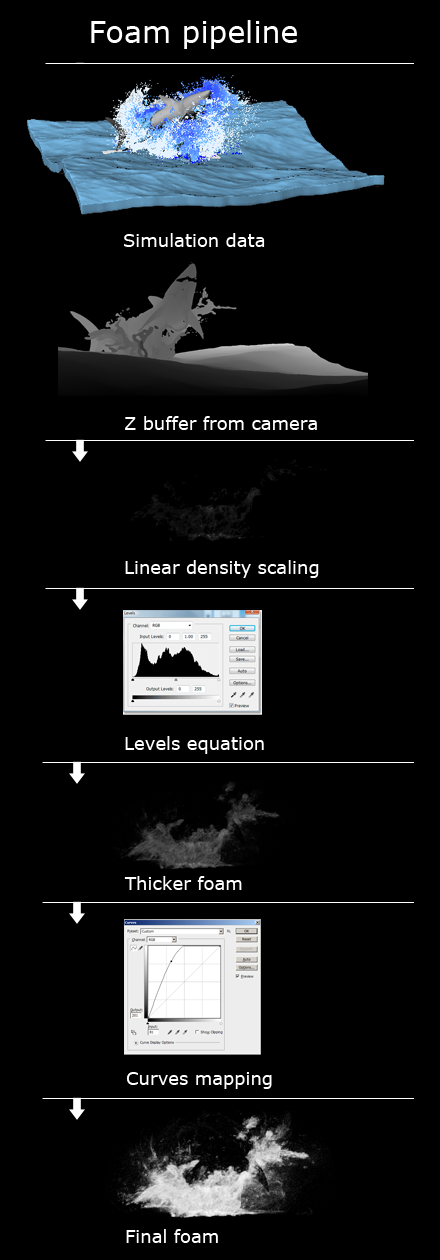 Foam pipeline
Simulation data
Z buffer from camera
Linear density scaling
Levels
Channel: RGB
OK
Input Levels: 0 1.00 255
Cancel
Load...
Save...
Auto
Output Levels: 0 255
Options...
Preview
Levels equation
Thicker foam
Curves
Preset: Custom
OK
Channel: RGB
Reset
Auto
Options...
Preview
Output:
Input:
Show Clipping
Curve Display Options
Curves mapping
Final foam